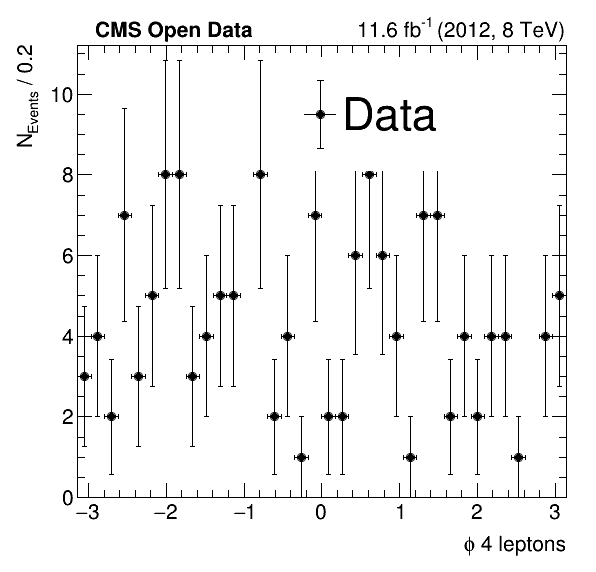 CMS Open Data 11.6 fb⁻¹ (2012, 8 TeV)
N_Events / 0.2
Data
10
8
6
4
2
0
−3 −2 −1 0 1 2 3
ϕ 4 leptons